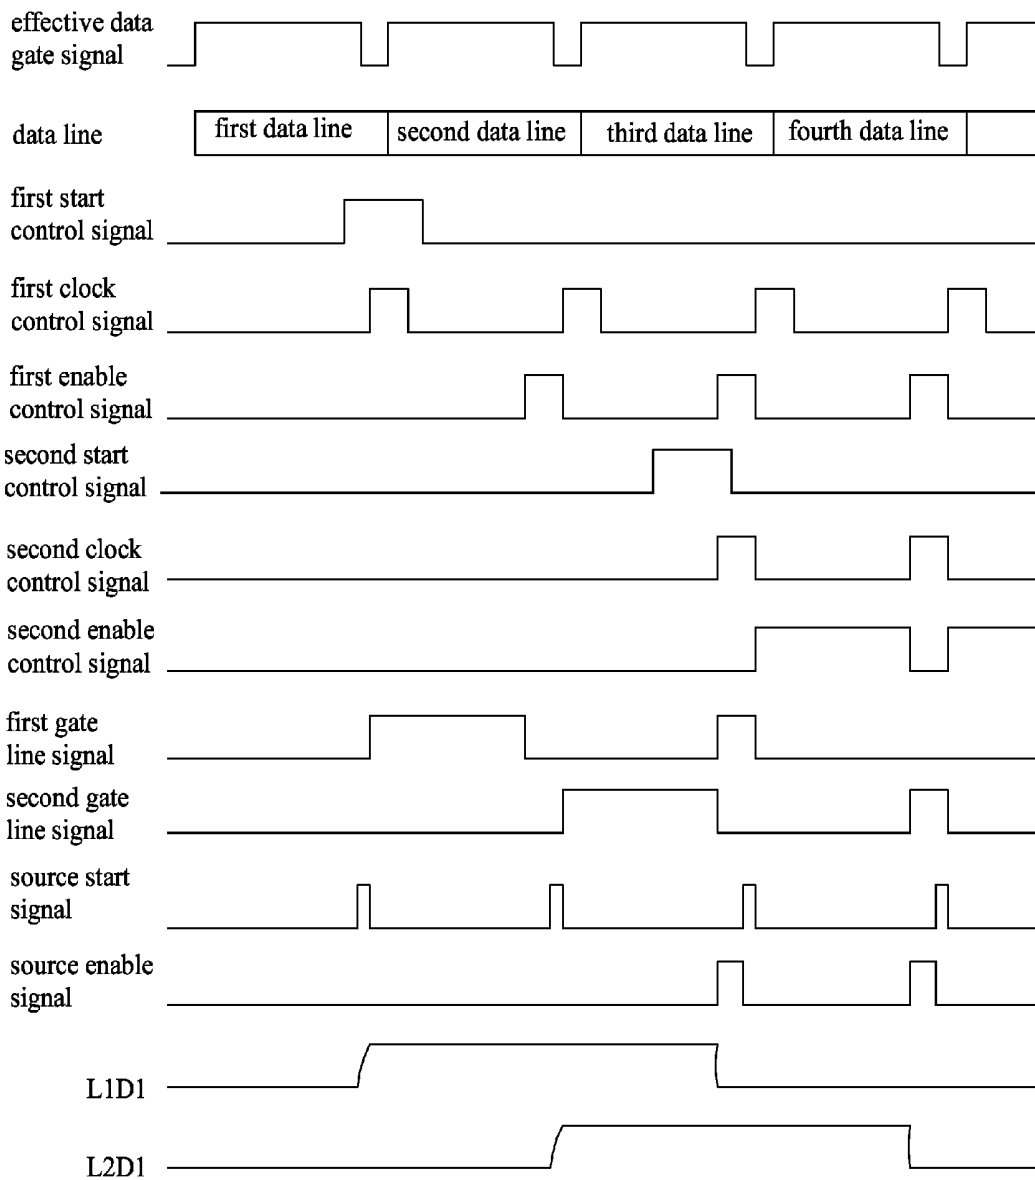 effective data
gate signal
data line
first data line
second data line
third data line
fourth data line
first start
control signal
first clock
control signal
first enable
control signal
second start
control signal
second clock
control signal
second enable
control signal
first gate
line signal
second gate
line signal
source start
signal
source enable
signal
L1D1
L2D1